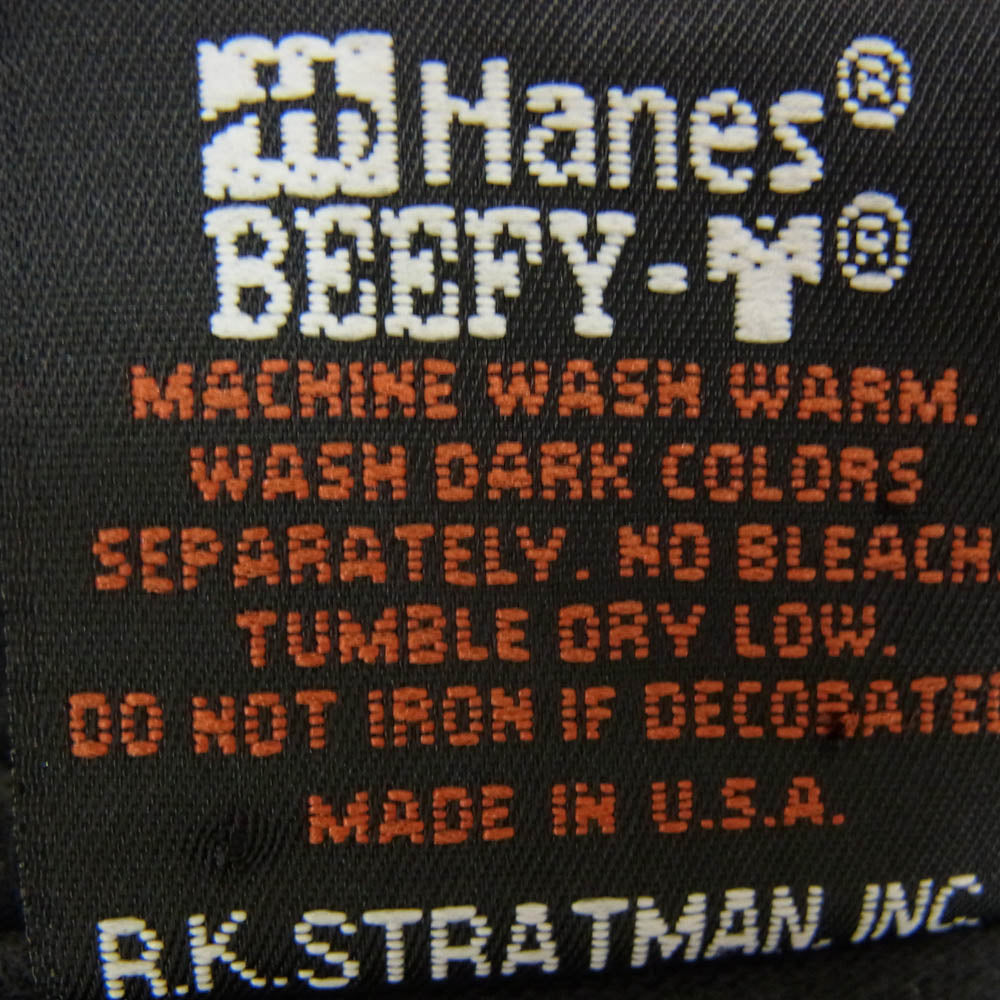 Hanes®
BEEFY-T®
MACHINE WASH WARM.
WASH DARK COLORS
SEPARATELY. NO BLEACH.
TUMBLE DRY LOW.
DO NOT IRON IF DECORATED
MADE IN U.S.A.
R.K. STRATMAN, INC.